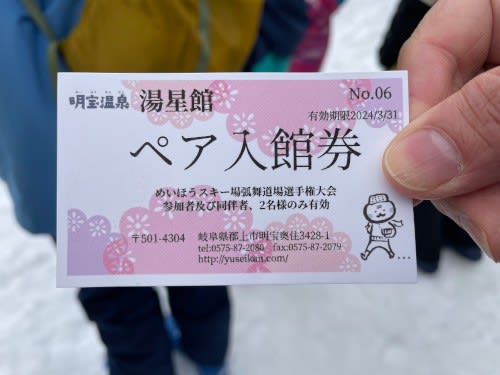 明宝温泉 湯星館 No.06
有効期限2024/3/31
ペア入館券
めいほうスキー場弧舞道場選手権大会
参加者及び同伴者、2名様のみ有効
〒501-4304 岐阜県郡上市明宝奥住3428-1
tel:0575-87-2080 fax:0575-87-2079
http://yuseikan.com/